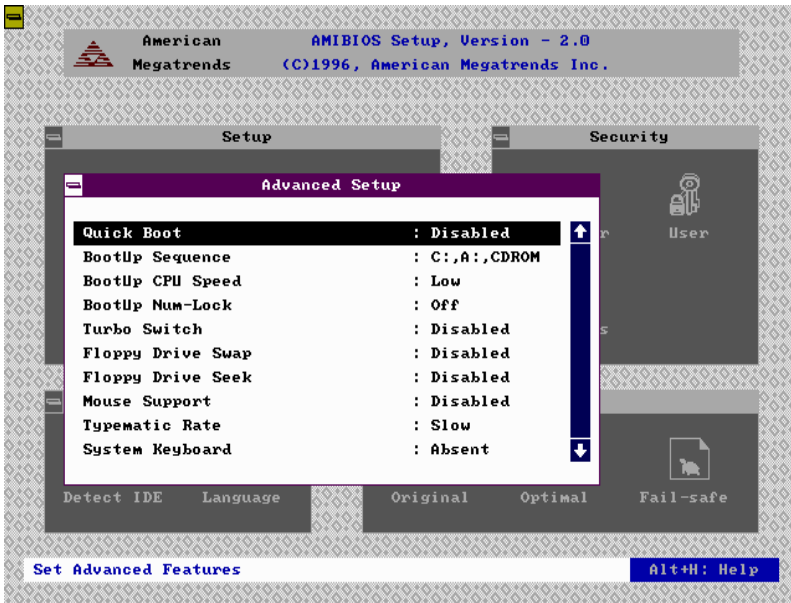 American AMIBIOS Setup, Version - 2.0
Megatrends (C)1996, American Megatrends Inc.
Setup
Security
Advanced Setup
Quick Boot : Disabled
BootUp Sequence : C:,A:,CDROM
BootUp CPU Speed : Low
BootUp Num-Lock : Off
Turbo Switch : Disabled
Floppy Drive Swap : Disabled
Floppy Drive Seek : Disabled
Mouse Support : Disabled
Typematic Rate : Slow
System Keyboard : Absent
User
Detect IDE Language
Original Optimal Fail-safe
Set Advanced Features Alt+H: Help